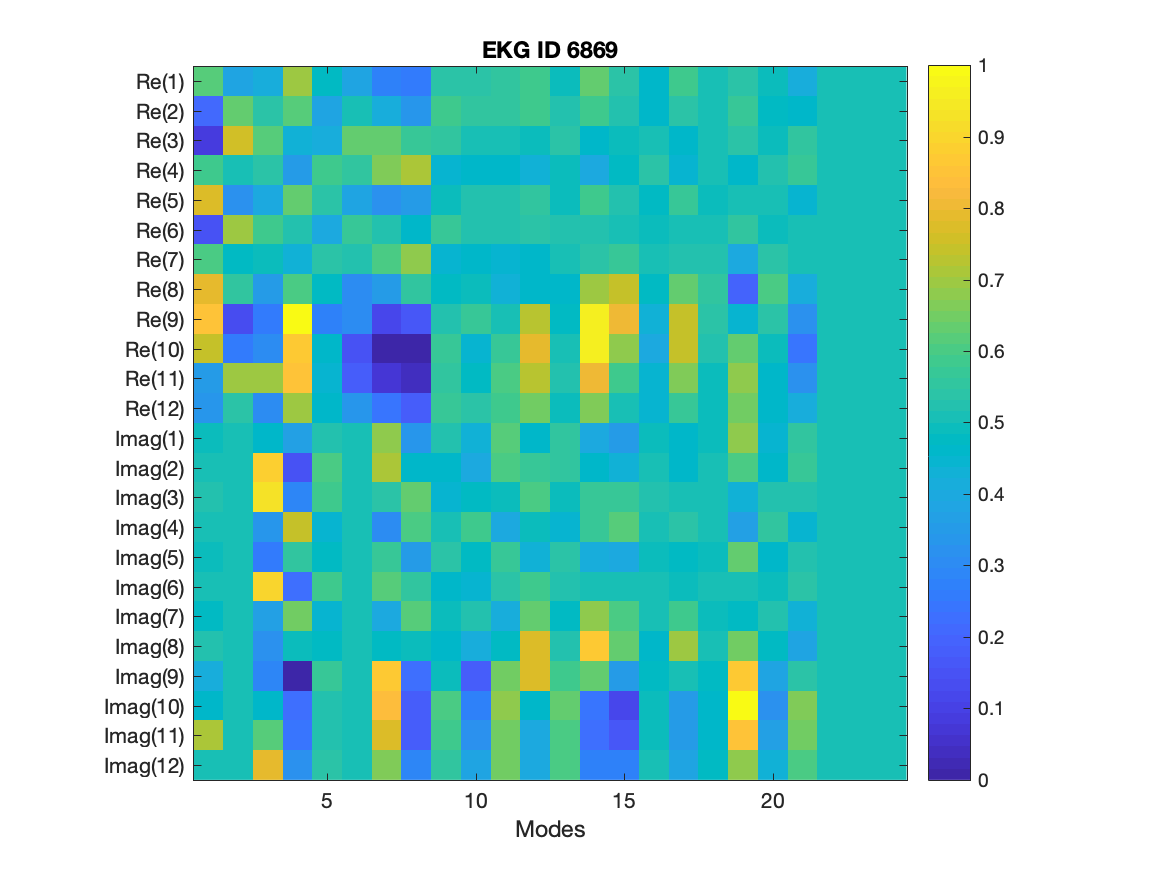 EKG ID 6869
Re(1)
Re(2)
Re(3)
Re(4)
Re(5)
Re(6)
Re(7)
Re(8)
Re(9)
Re(10)
Re(11)
Re(12)
Imag(1)
Imag(2)
Imag(3)
Imag(4)
Imag(5)
Imag(6)
Imag(7)
Imag(8)
Imag(9)
Imag(10)
Imag(11)
Imag(12)
5 10 15 20
Modes
1
0.9
0.8
0.7
0.6
0.5
0.4
0.3
0.2
0.1
0